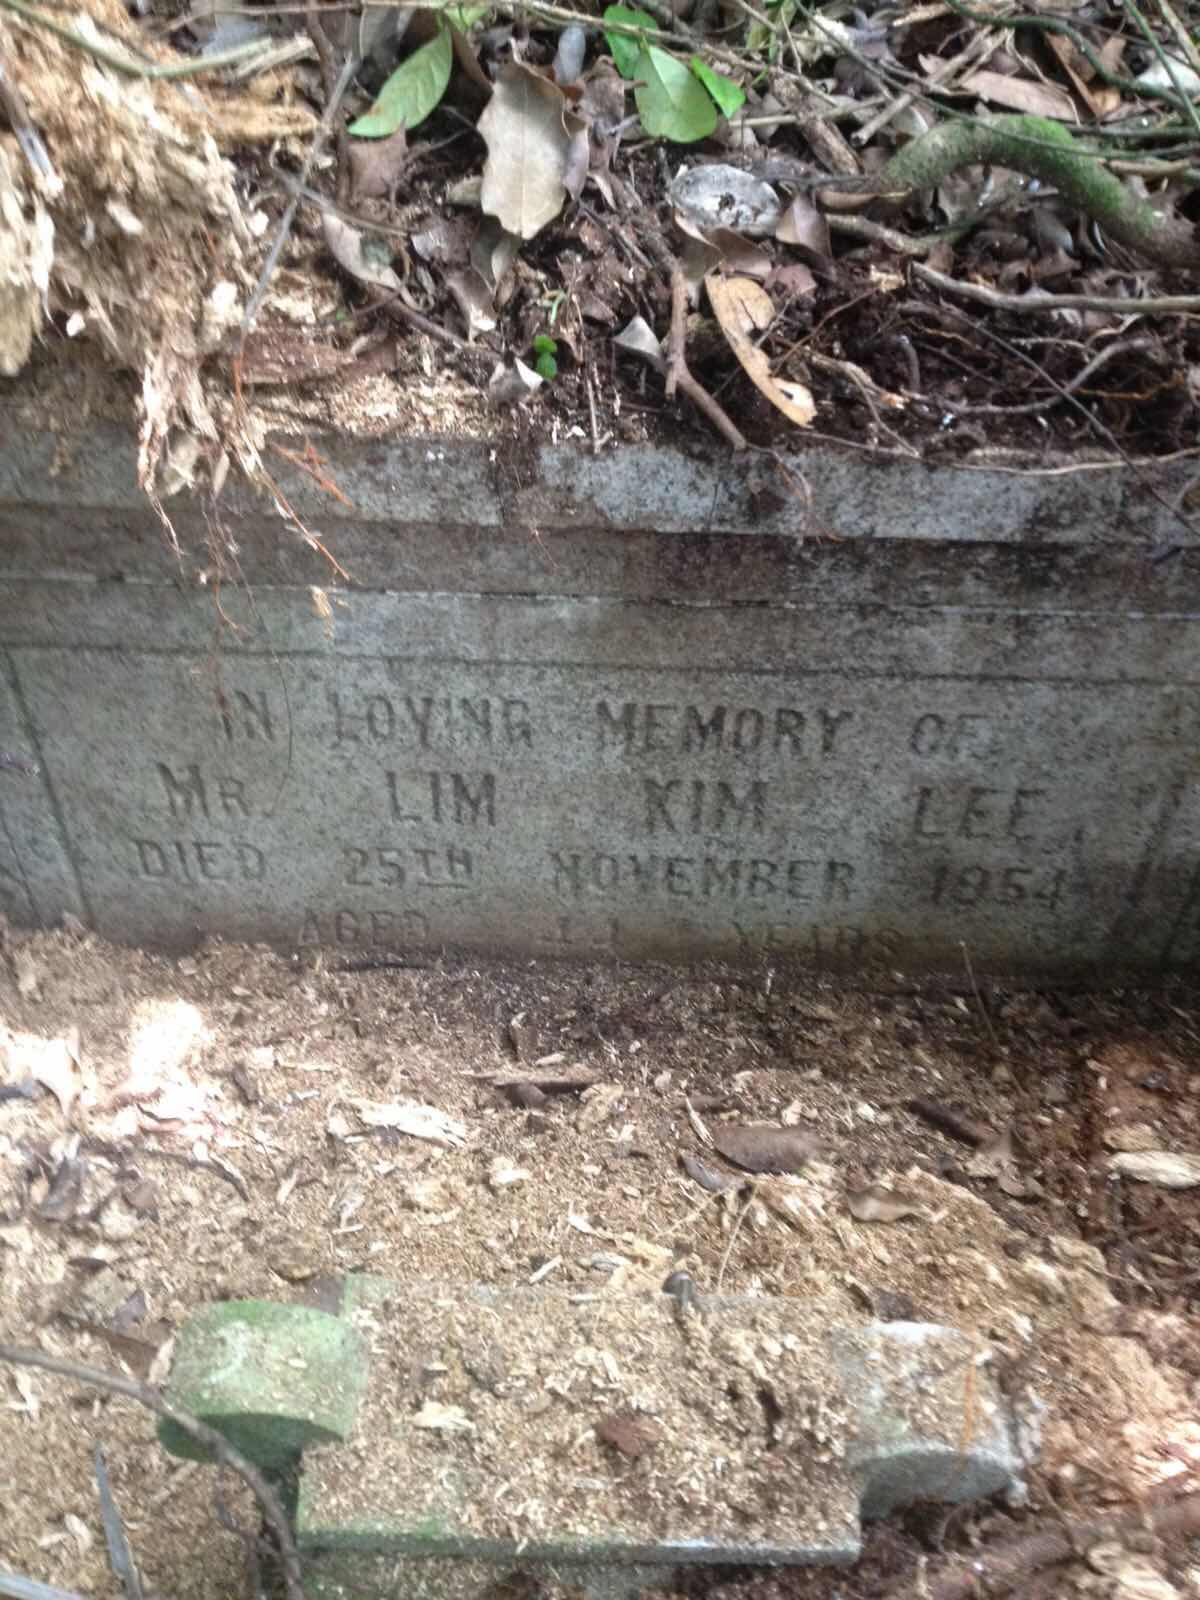 IN LOVING MEMORY OF
MR LIM KIM LEE
DIED 25TH NOVEMBER 1954
AGED YEARS